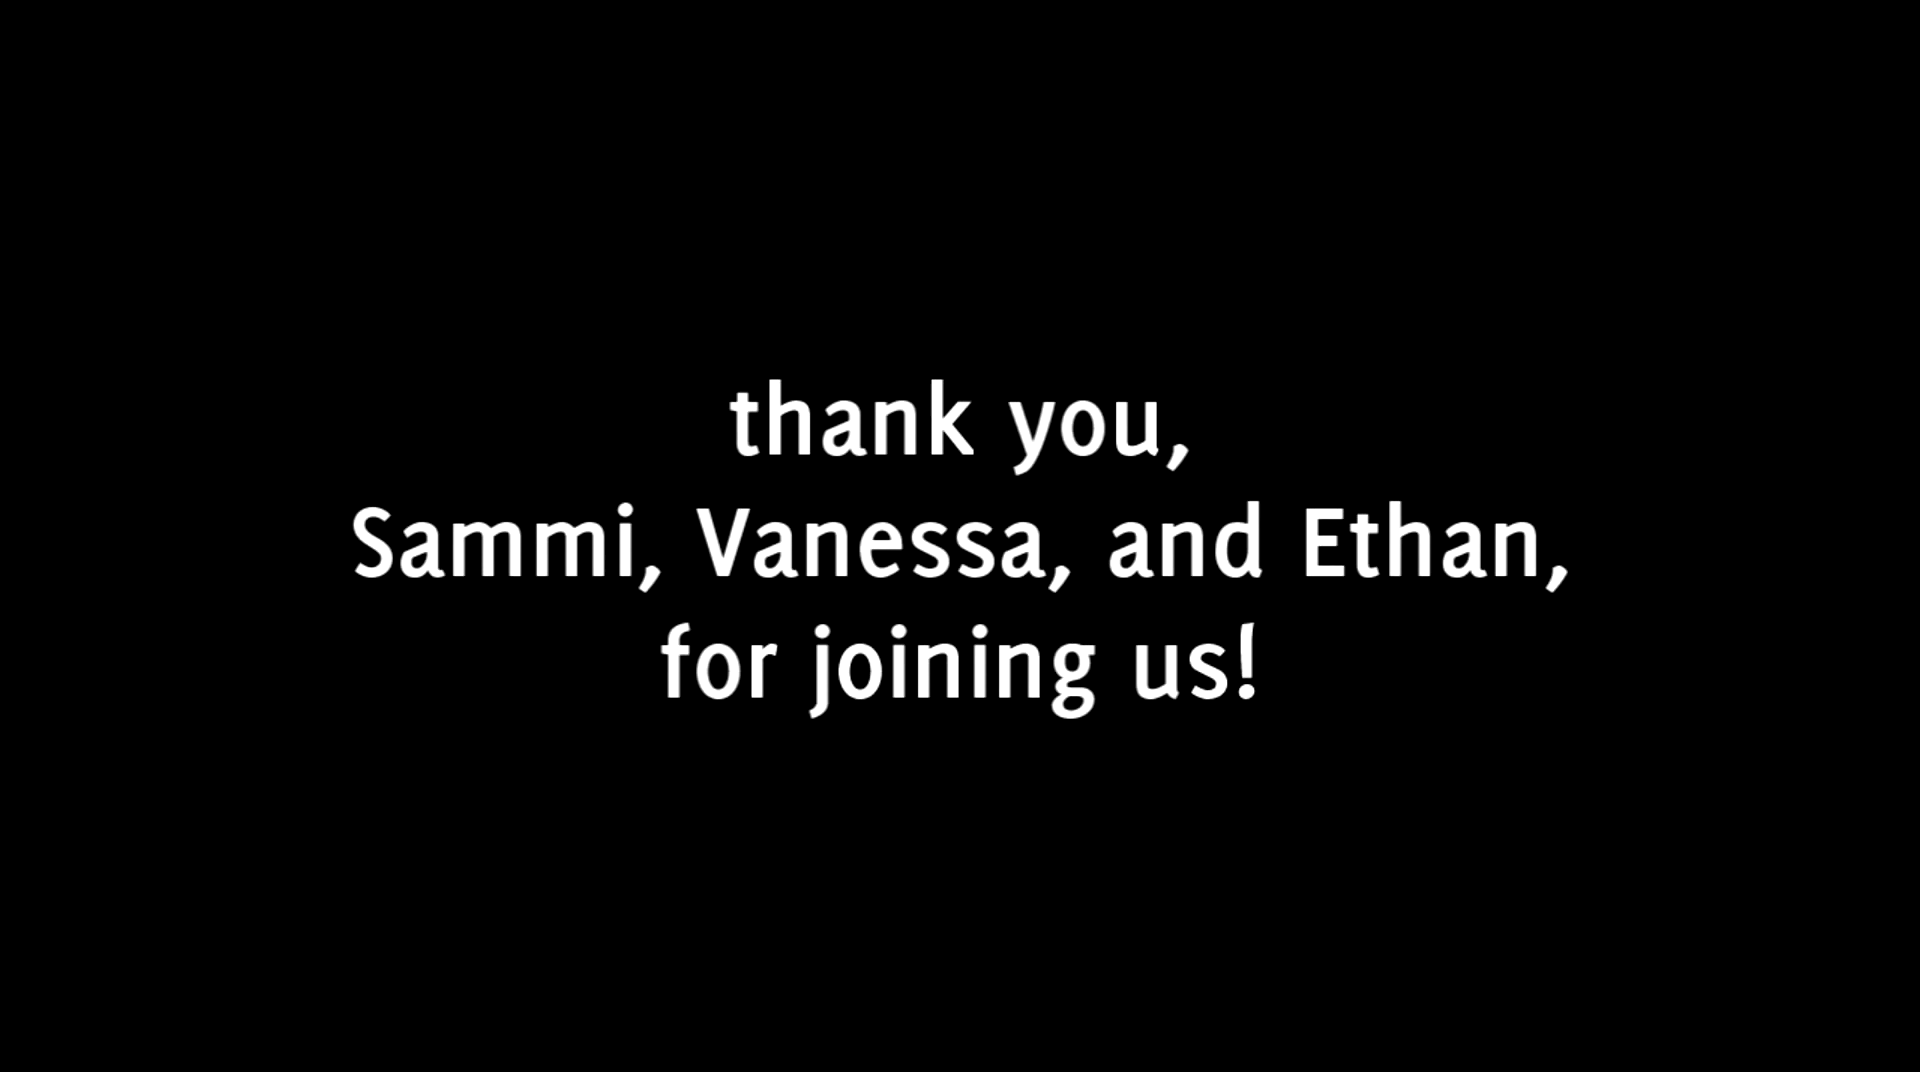 thank you,
Sammi, Vanessa, and Ethan,
for joining us!